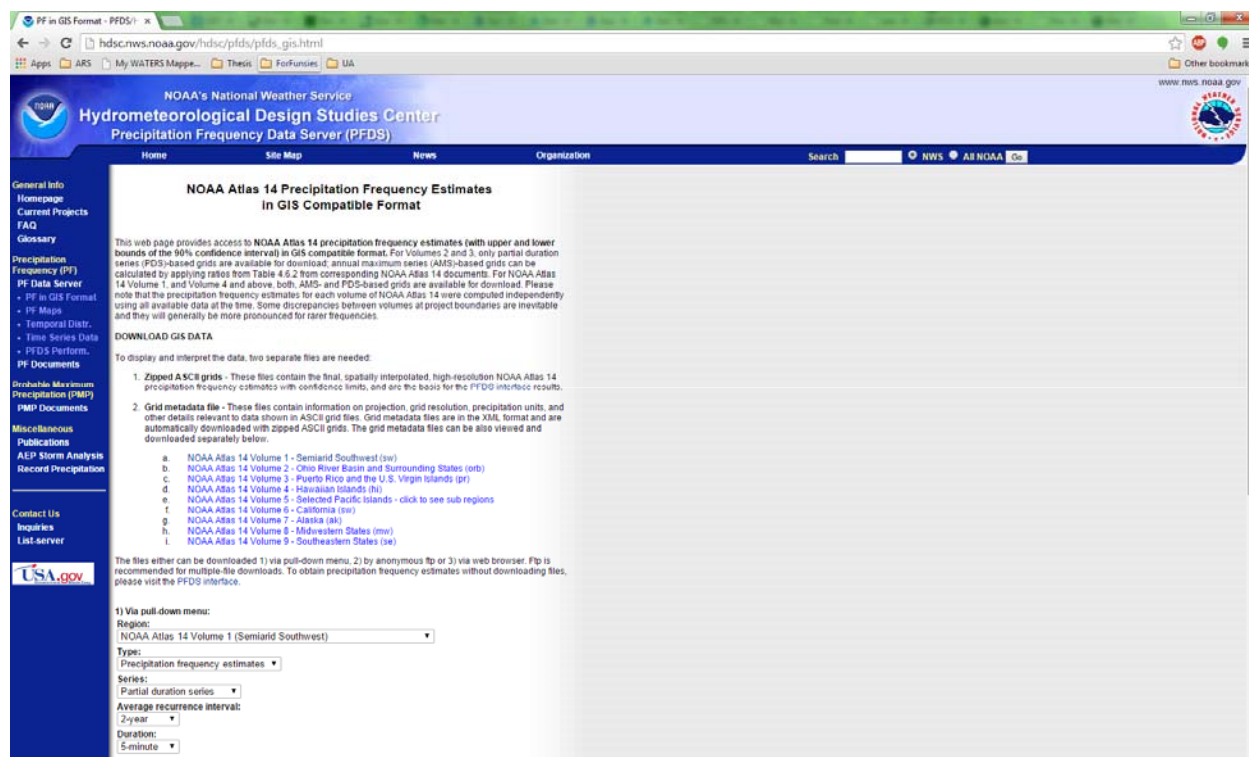 PF in GIS Format - PFDS/H
hdsc.nws.noaa.gov/hdsc/pfds/pfds_gis.html
Apps ARS My WATERS Mappe... Thesis ForFunsies UA Other bookmark
www.nws.noaa.gov
NOAA
NOAA's National Weather Service
Hydrometeorological Design Studies Center
Precipitation Frequency Data Server (PFDS)
Home Site Map News Organization Search NWS All NOAA Go
General Info
Homepage
Current Projects
FAQ
Glossary
Precipitation
Frequency (PF)
PF Data Server
• PF in GIS Format
• PF Maps
• Temporal Distr.
• Time Series Data
• PFDS Perform.
PF Documents
Probable Maximum
Precipitation (PMP)
PMP Documents
Miscellaneous
Publications
AEP Storm Analysis
Record Precipitation
Contact Us
Inquiries
List-server
USA.gov
NOAA Atlas 14 Precipitation Frequency Estimates
in GIS Compatible Format
This web page provides access to NOAA Atlas 14 precipitation frequency estimates (with upper and lower
bounds of the 90% confidence interval) in GIS compatible format. For Volumes 2 and 3, only partial duration
series (PDS)-based grids are available for download; annual maximum series (AMS)-based grids can be
calculated by applying ratios from Table 4.6.2 from corresponding NOAA Atlas 14 documents. For NOAA Atlas
14 Volume 1, and Volume 4 and above, both, AMS- and PDS-based grids are available for download. Please
note that the precipitation frequency estimates for each volume of NOAA Atlas 14 were computed independently
using all available data at the time. Some discrepancies between volumes at project boundaries are inevitable
and they will generally be more pronounced for rarer frequencies.
DOWNLOAD GIS DATA
To display and interpret the data, two separate files are needed:
1. Zipped ASCII grids - These files contain the final, spatially interpolated, high-resolution NOAA Atlas 14
precipitation frequency estimates with confidence limits, and are the basis for the PFDS interface results.
2. Grid metadata file - These files contain information on projection, grid resolution, precipitation units, and
other details relevant to data shown in ASCII grid files. Grid metadata files are in the XML format and are
automatically downloaded with zipped ASCII grids. The grid metadata files can be also viewed and
downloaded separately below.
a. NOAA Atlas 14 Volume 1 - Semiarid Southwest (sw)
b. NOAA Atlas 14 Volume 2 - Ohio River Basin and Surrounding States (orb)
c. NOAA Atlas 14 Volume 3 - Puerto Rico and the U.S. Virgin Islands (pr)
d. NOAA Atlas 14 Volume 4 - Hawaiian Islands (hi)
e. NOAA Atlas 14 Volume 5 - Selected Pacific Islands - click to see sub regions
f. NOAA Atlas 14 Volume 6 - California (sw)
g. NOAA Atlas 14 Volume 7 - Alaska (ak)
h. NOAA Atlas 14 Volume 8 - Midwestern States (mw)
i. NOAA Atlas 14 Volume 9 - Southeastern States (se)
The files either can be downloaded 1) via pull-down menu, 2) by anonymous ftp or 3) via web browser. Ftp is
recommended for multiple-file downloads. To obtain precipitation frequency estimates without downloading files,
please visit the PFDS interface.
1) Via pull-down menu:
Region:
NOAA Atlas 14 Volume 1 (Semiarid Southwest)
Type:
Precipitation frequency estimates
Series:
Partial duration series
Average recurrence interval:
2-year
Duration:
5-minute